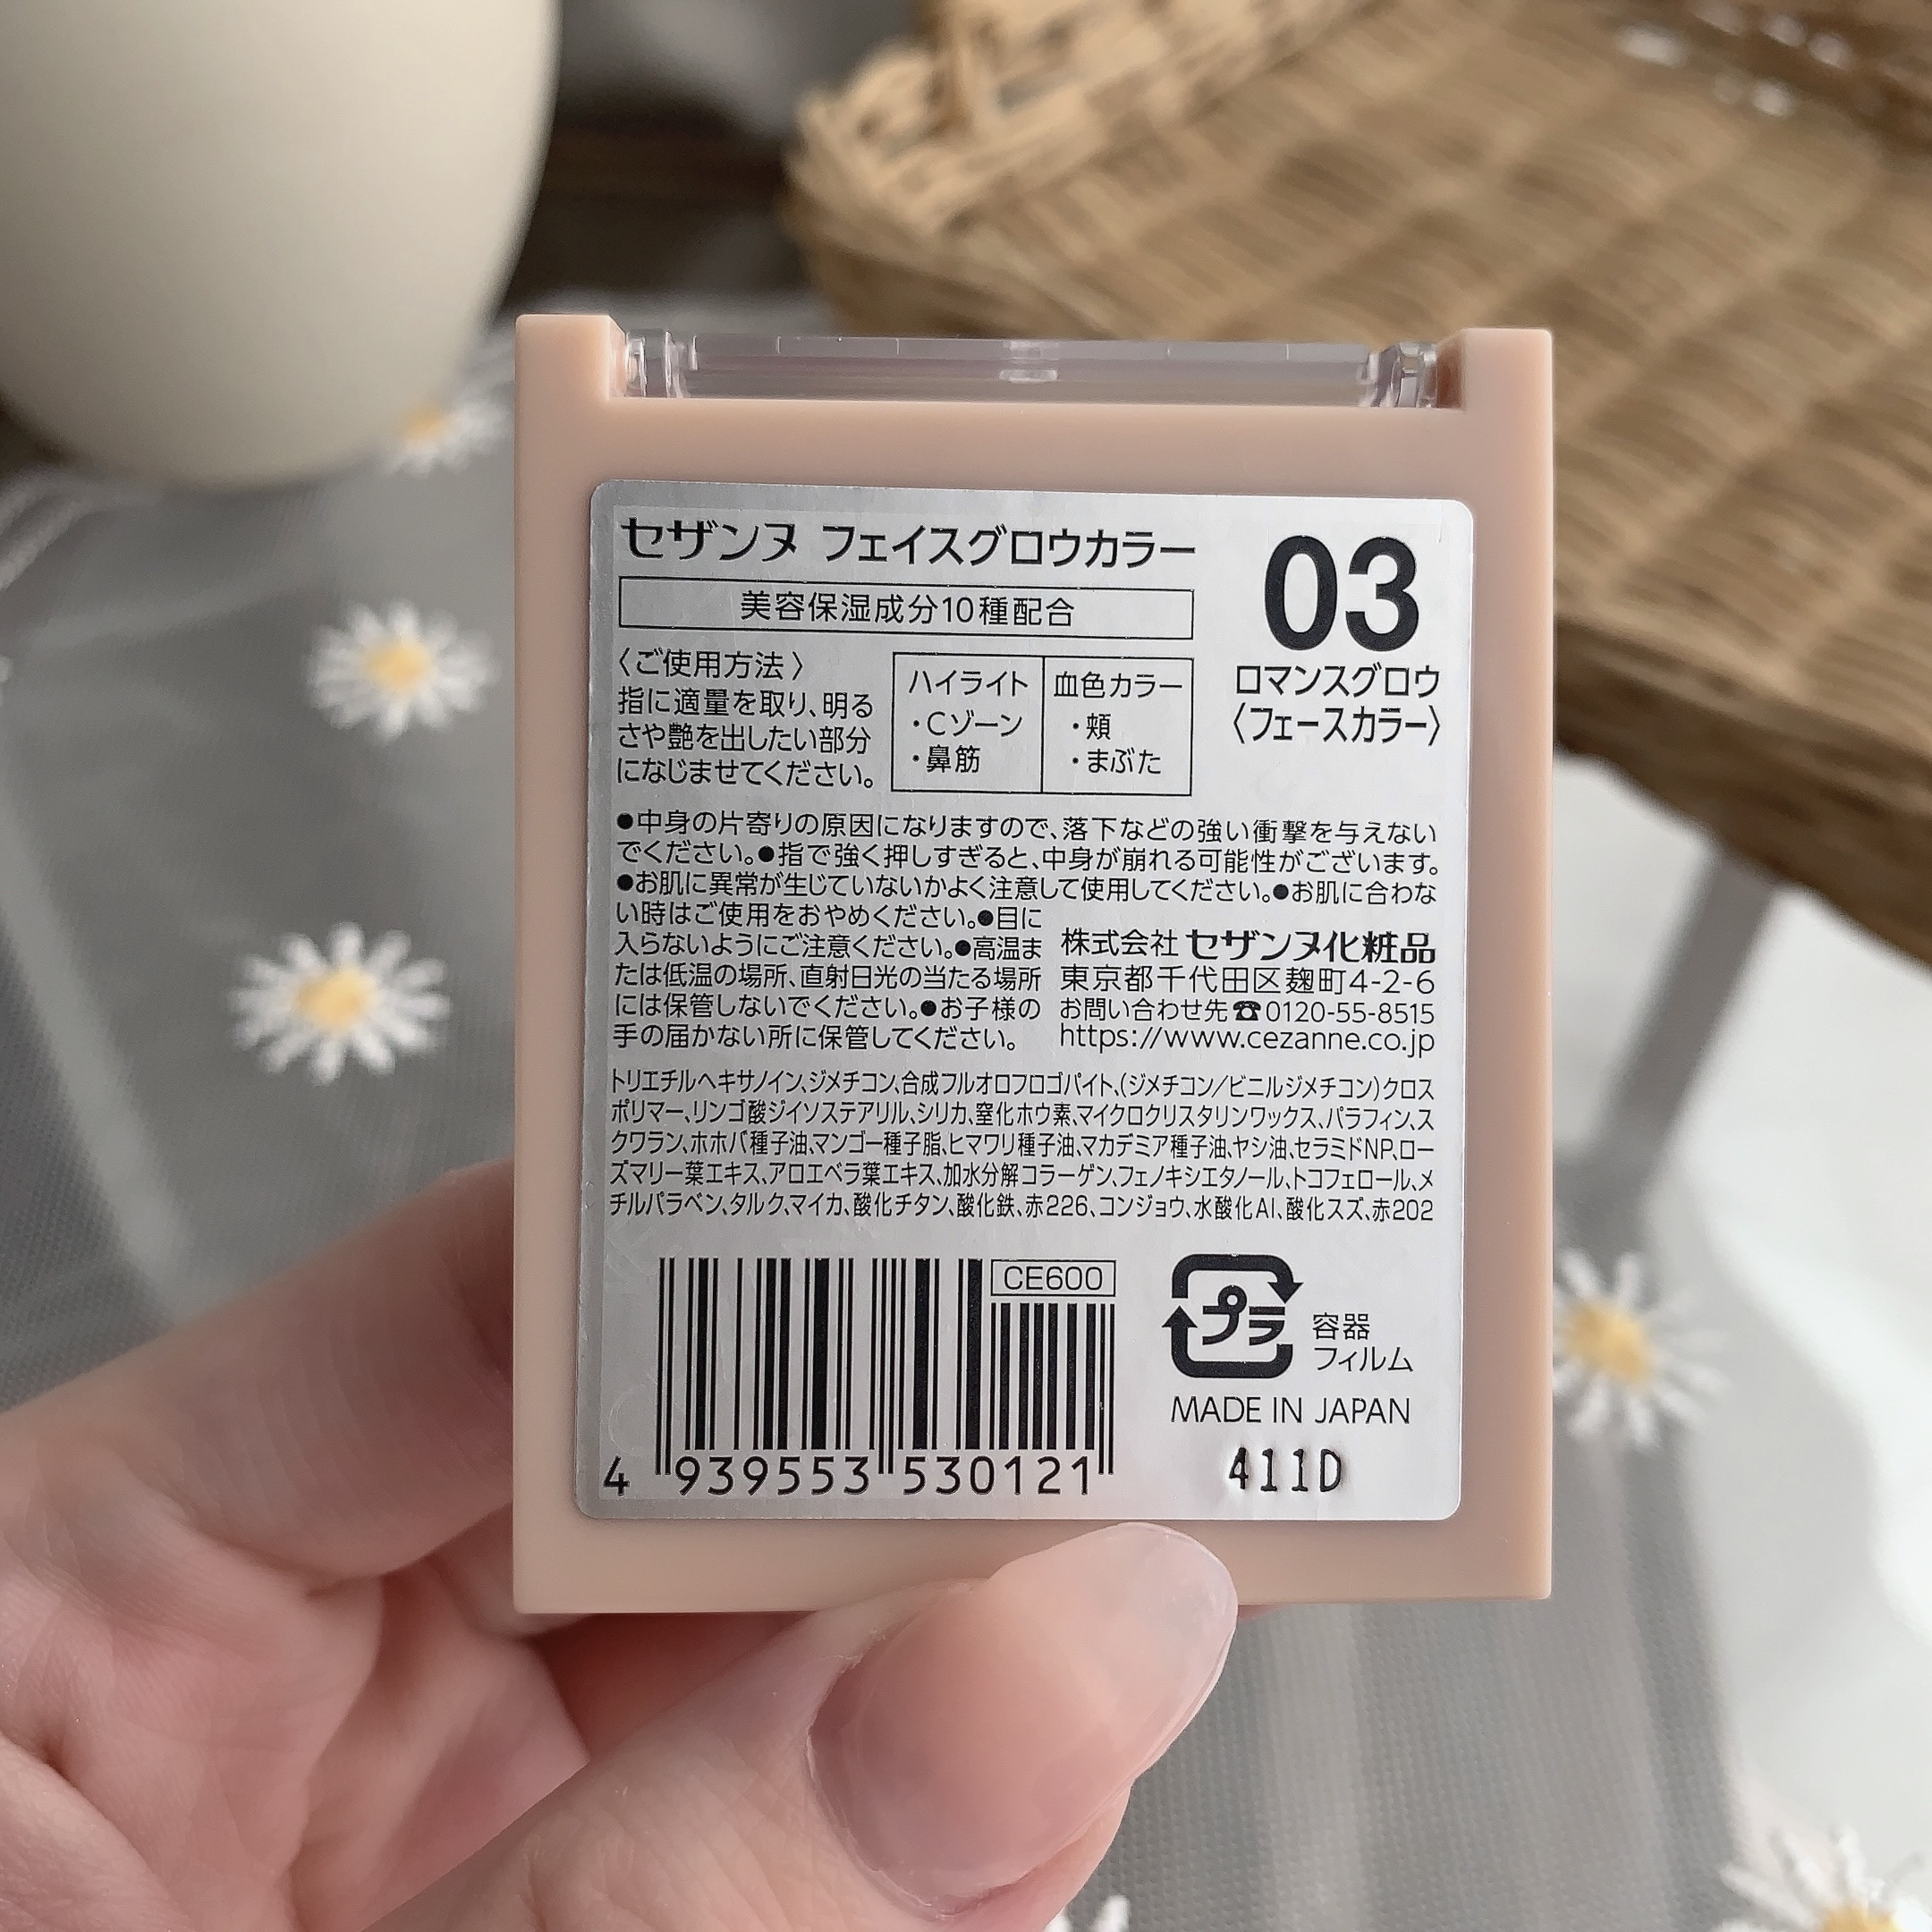 セザンヌ フェイスグロウカラー
美容保湿成分10種配合
03
ロマンスグロウ
〈フェースカラー〉
〈ご使用方法〉
指に適量を取り、明る
さや艶を出したい部分
になじませてください。
ハイライト
・Cゾーン
・鼻筋
血色カラー
・頬
・まぶた
●中身の片寄りの原因になりますので、落下などの強い衝撃を与えない
でください。●指で強く押しすぎると、中身が崩れる可能性がございます。
●お肌に異常が生じていないかよく注意して使用してください。●お肌に合わな
い時はご使用をおやめください。●目に
入らないようにご注意ください。●高温ま
たは低温の場所、直射日光の当たる場所
には保管しないでください。●お子様の
手の届かない所に保管してください。
株式会社 セザンヌ化粧品
東京都千代田区麹町4-2-6
お問い合わせ先☎0120-55-8515
https://www.cezanne.co.jp
トリエチルヘキサノイン、ジメチコン、合成フルオロフロゴパイト、(ジメチコン/ビニルジメチコン)クロス
ポリマー、リンゴ酸ジイソステアリル、シリカ、窒化ホウ素、マイクロクリスタリンワックス、パラフィン、ス
クワラン、ホホバ種子油、マンゴー種子脂、ヒマワリ種子油、マカデミア種子油、ヤシ油、セラミドNP、ロー
ズマリー葉エキス、アロエベラ葉エキス、加水分解コラーゲン、フェノキシエタノール、トコフェロール、メ
チルパラベン、タルク、マイカ、酸化チタン、酸化鉄、赤226、コンジョウ、水酸化Al、酸化スズ、赤202
CE600
4 939553 530121
プラ
容器
フィルム
MADE IN JAPAN
411D